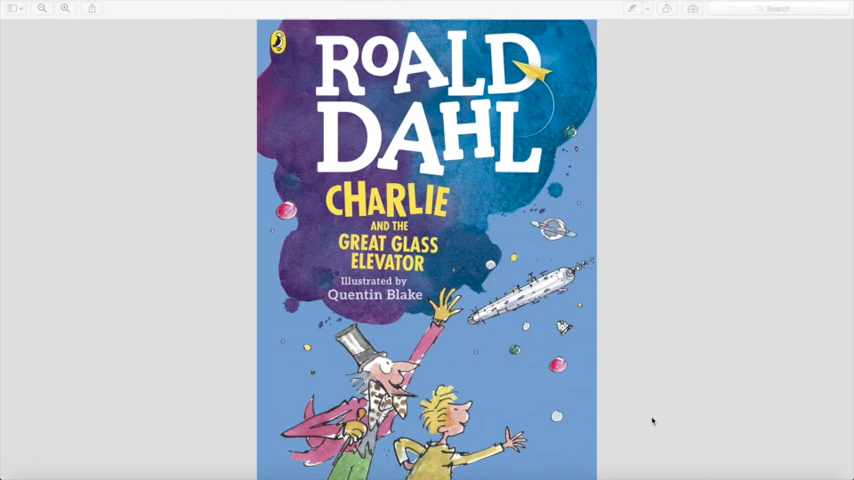 Search
ROALD
DAHL
CHARLIE
AND THE
GREAT GLASS
ELEVATOR
Illustrated by
Quentin Blake